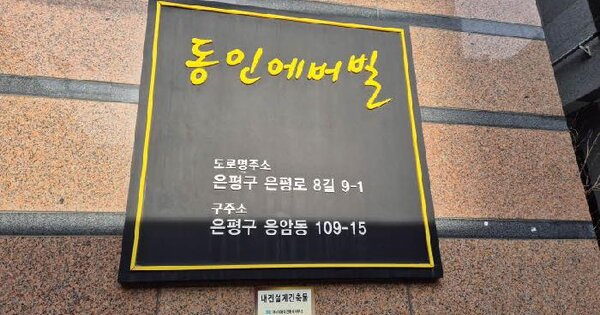 동인에버빌
도로명주소
은평구 은평로 8길 9-1
구주소
은평구 응암동 109-15
내진설계건축물